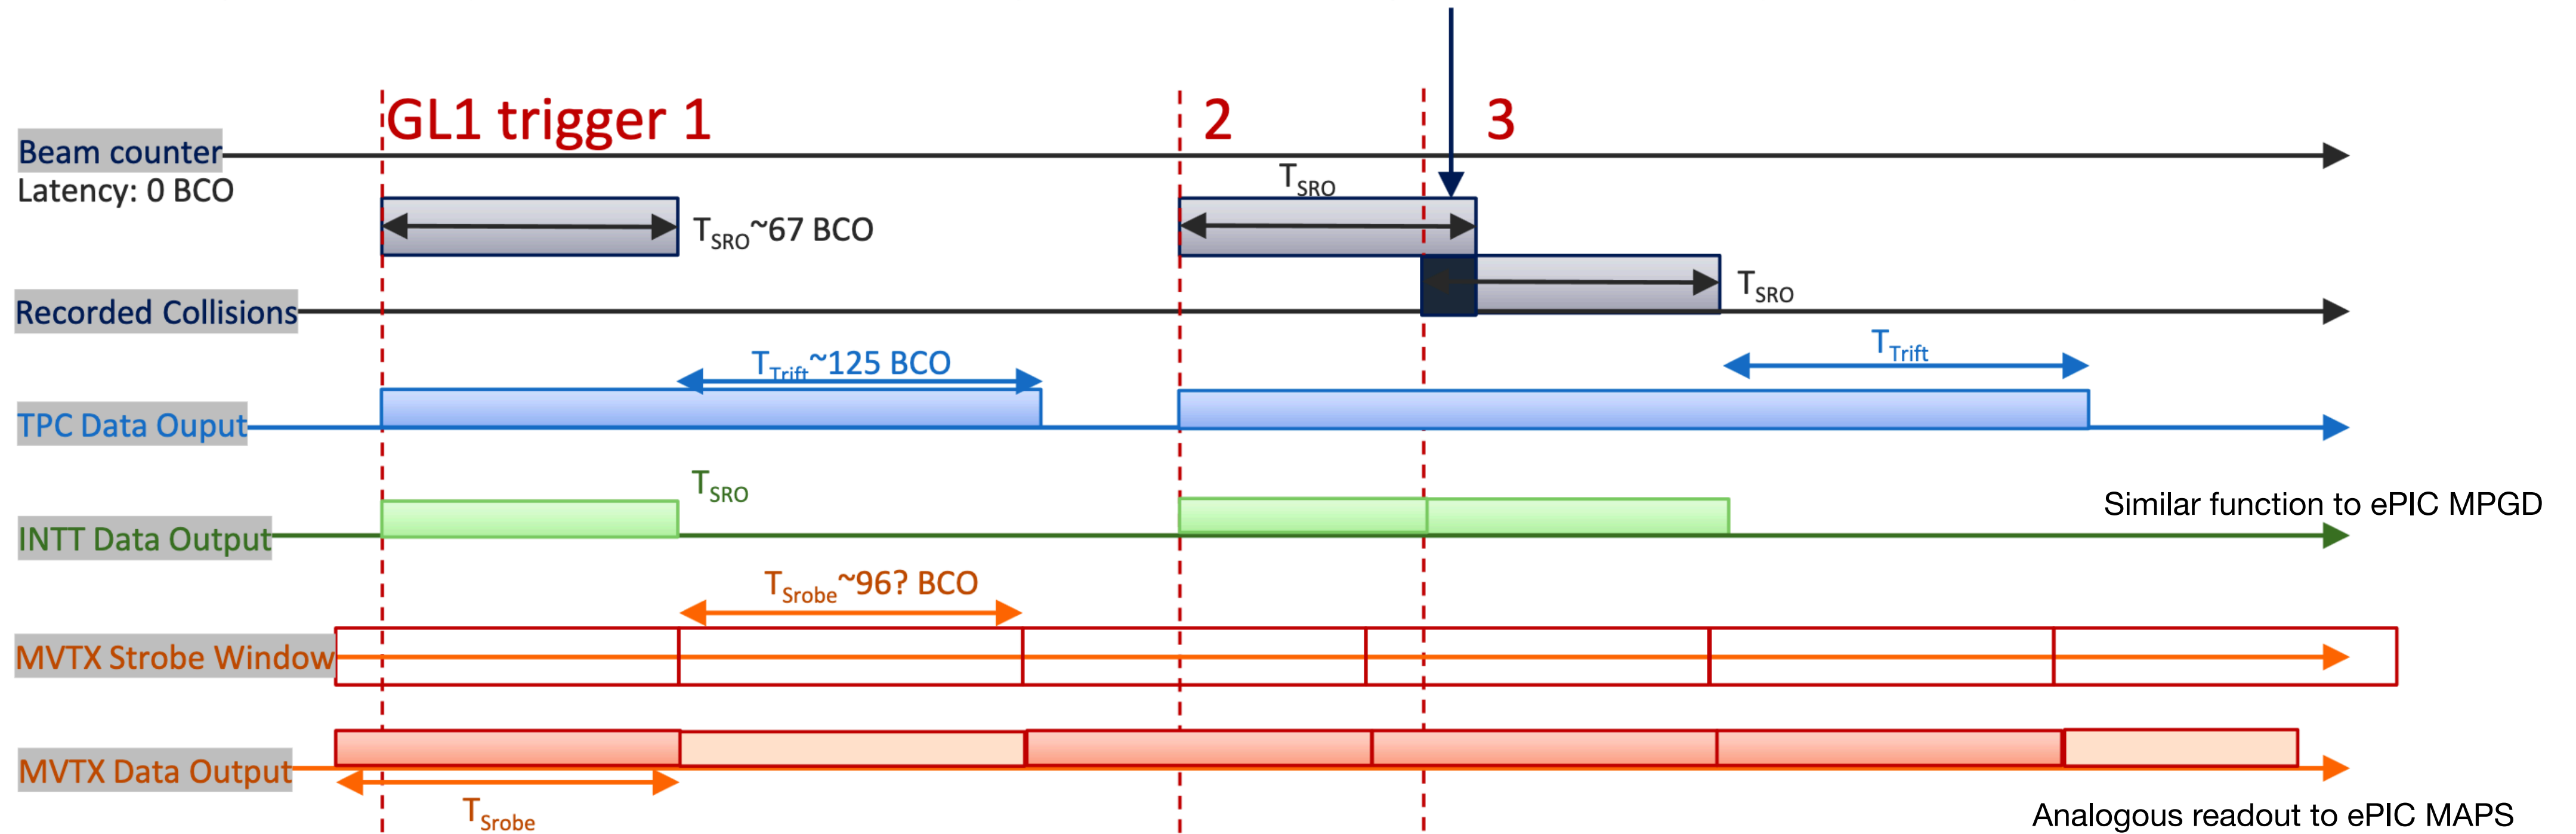 GL1 trigger 1
2
3
Beam counter
Latency: 0 BCO
TSRO
TSRO~67 BCO
TSRO
Recorded Collisions
TTrift~125 BCO
TTrift
TPC Data Ouput
TSRO
Similar function to ePIC MPGD
INTT Data Output
TSrobe~96? BCO
MVTX Strobe Window
MVTX Data Output
TSrobe
Analogous readout to ePIC MAPS